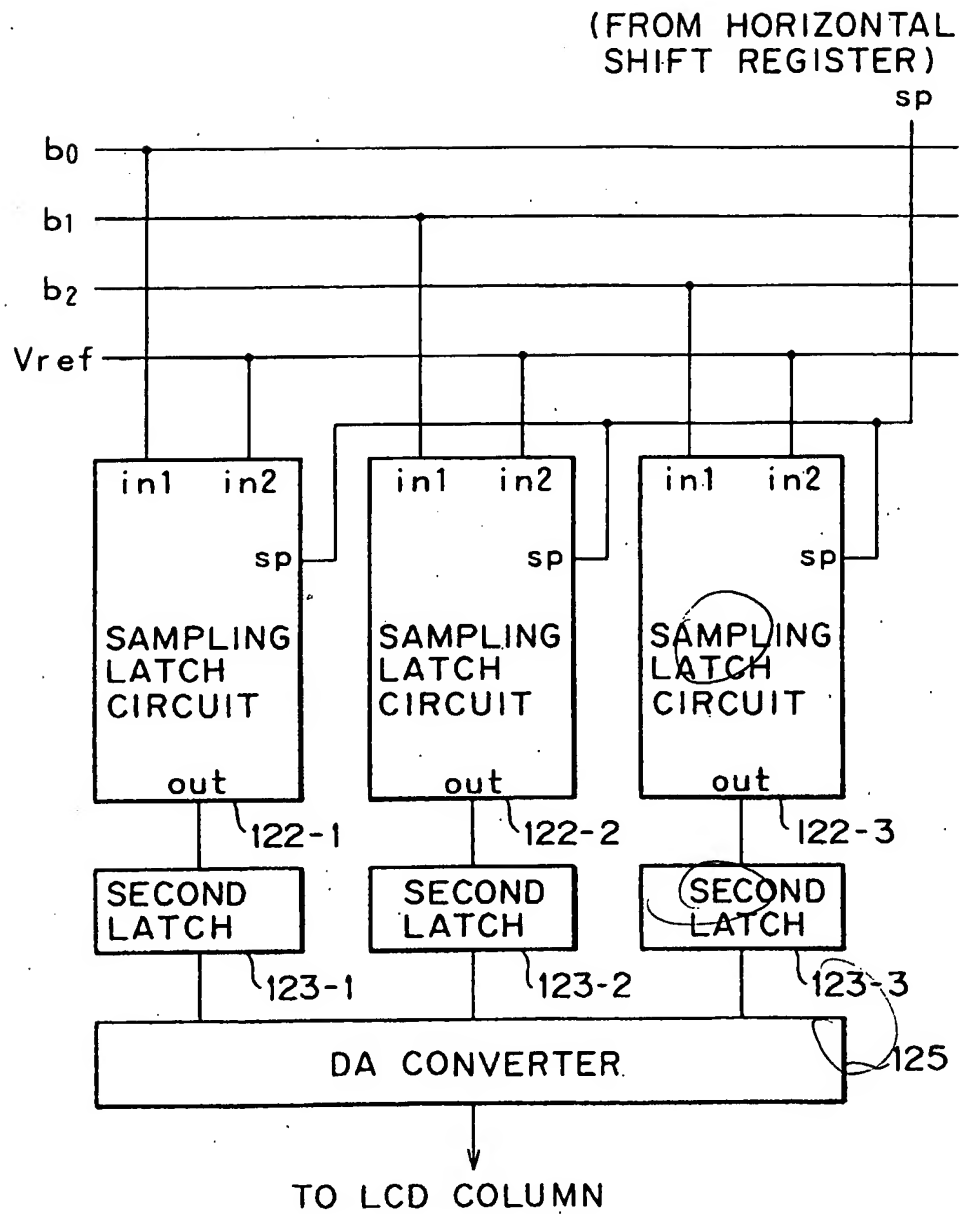 (FROM HORIZONTAL
SHIFT REGISTER)
sp
b0
b1
b2
Vref
in1 in2 in1 in2 in1 in2
sp sp sp
SAMPLING
LATCH
CIRCUIT
SAMPLING
LATCH
CIRCUIT
SAMPLING
LATCH
CIRCUIT
out out out
122-1 122-2 122-3
SECOND
LATCH
SECOND
LATCH
SECOND
LATCH
123-1 123-2 123-3
DA CONVERTER
125
TO LCD COLUMN